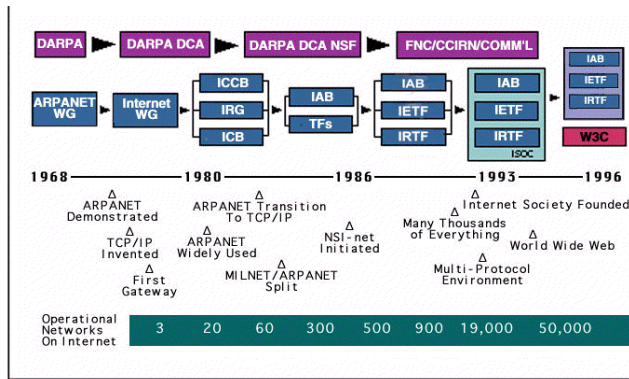 DARPA DARPA DCA DARPA DCA NSF FNC/CCIRN/COMM'L
ARPANET
WG
Internet
WG
ICCB
IRG
ICB
IAB
TFs
IAB
IETF
IRTF
IAB
IETF
IRTF
ISOC
IAB
IETF
IRTF
W3C
1968 1980 1986 1993 1996
ARPANET
Demonstrated
TCP/IP
Invented
First
Gateway
ARPANET
Widely Used
ARPANET Transition
To TCP/IP
MILNET/ARPANET
Split
NSI-net
Initiated
Many Thousands
of Everything
Internet Society Founded
Multi-Protocol
Environment
World Wide Web
Operational
Networks
On Internet
3 20 60 300 500 900 19,000 50,000